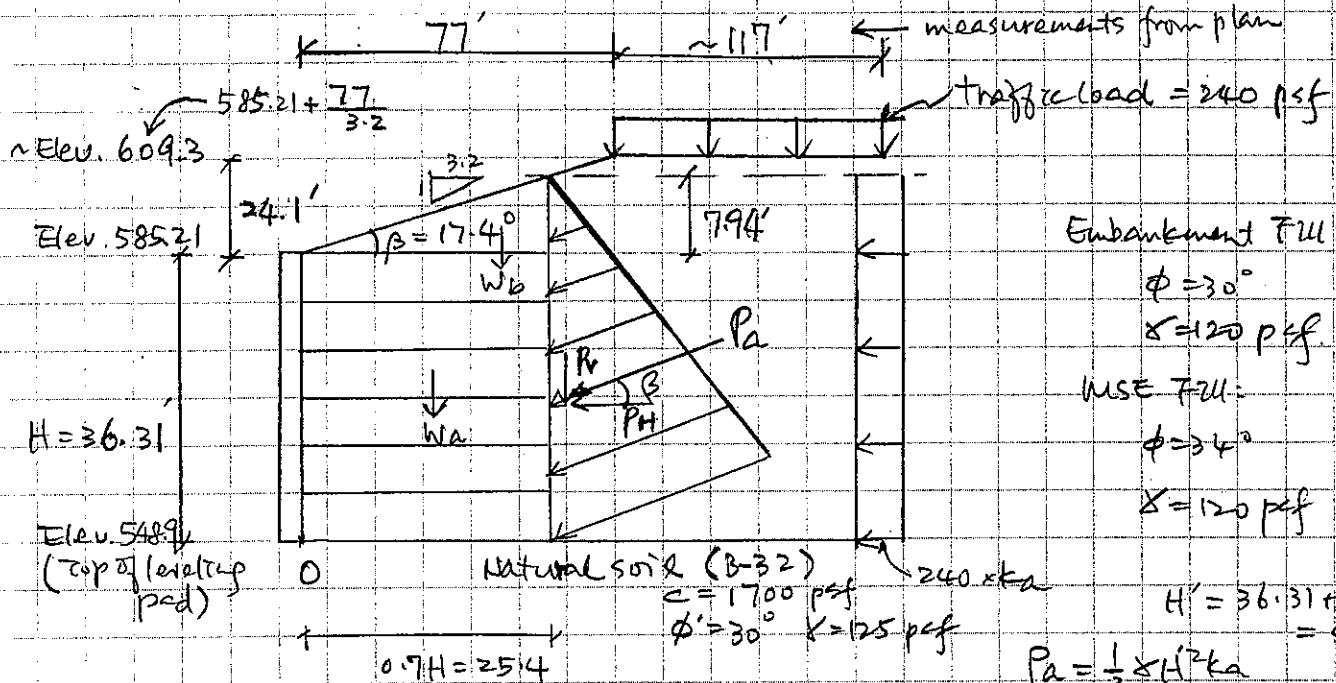 77'
~117'
← measurements from plan
585.21 + 77/3.2
traffic load = 240 psf
~Elev. 609.3
3.2
1
24.1'
7.94'
Elev. 585.21
β = 17.4°
Embankment Fill
Wb
φ = 30°
γ = 120 pcf
Pa
Pv
β
MSE Fill:
PH
Wa
H = 36.31'
φ = 34°
γ = 120 pcf
Elev. 548.9
(Top of leveling pad)
O
Natural soil (B-32)
240 × ka
c = 1700 psf
H' = 36.31 +
φ' = 30° γ = 125 pcf
=
0.7H = 25.4
Pa = 1/2 γH'²ka